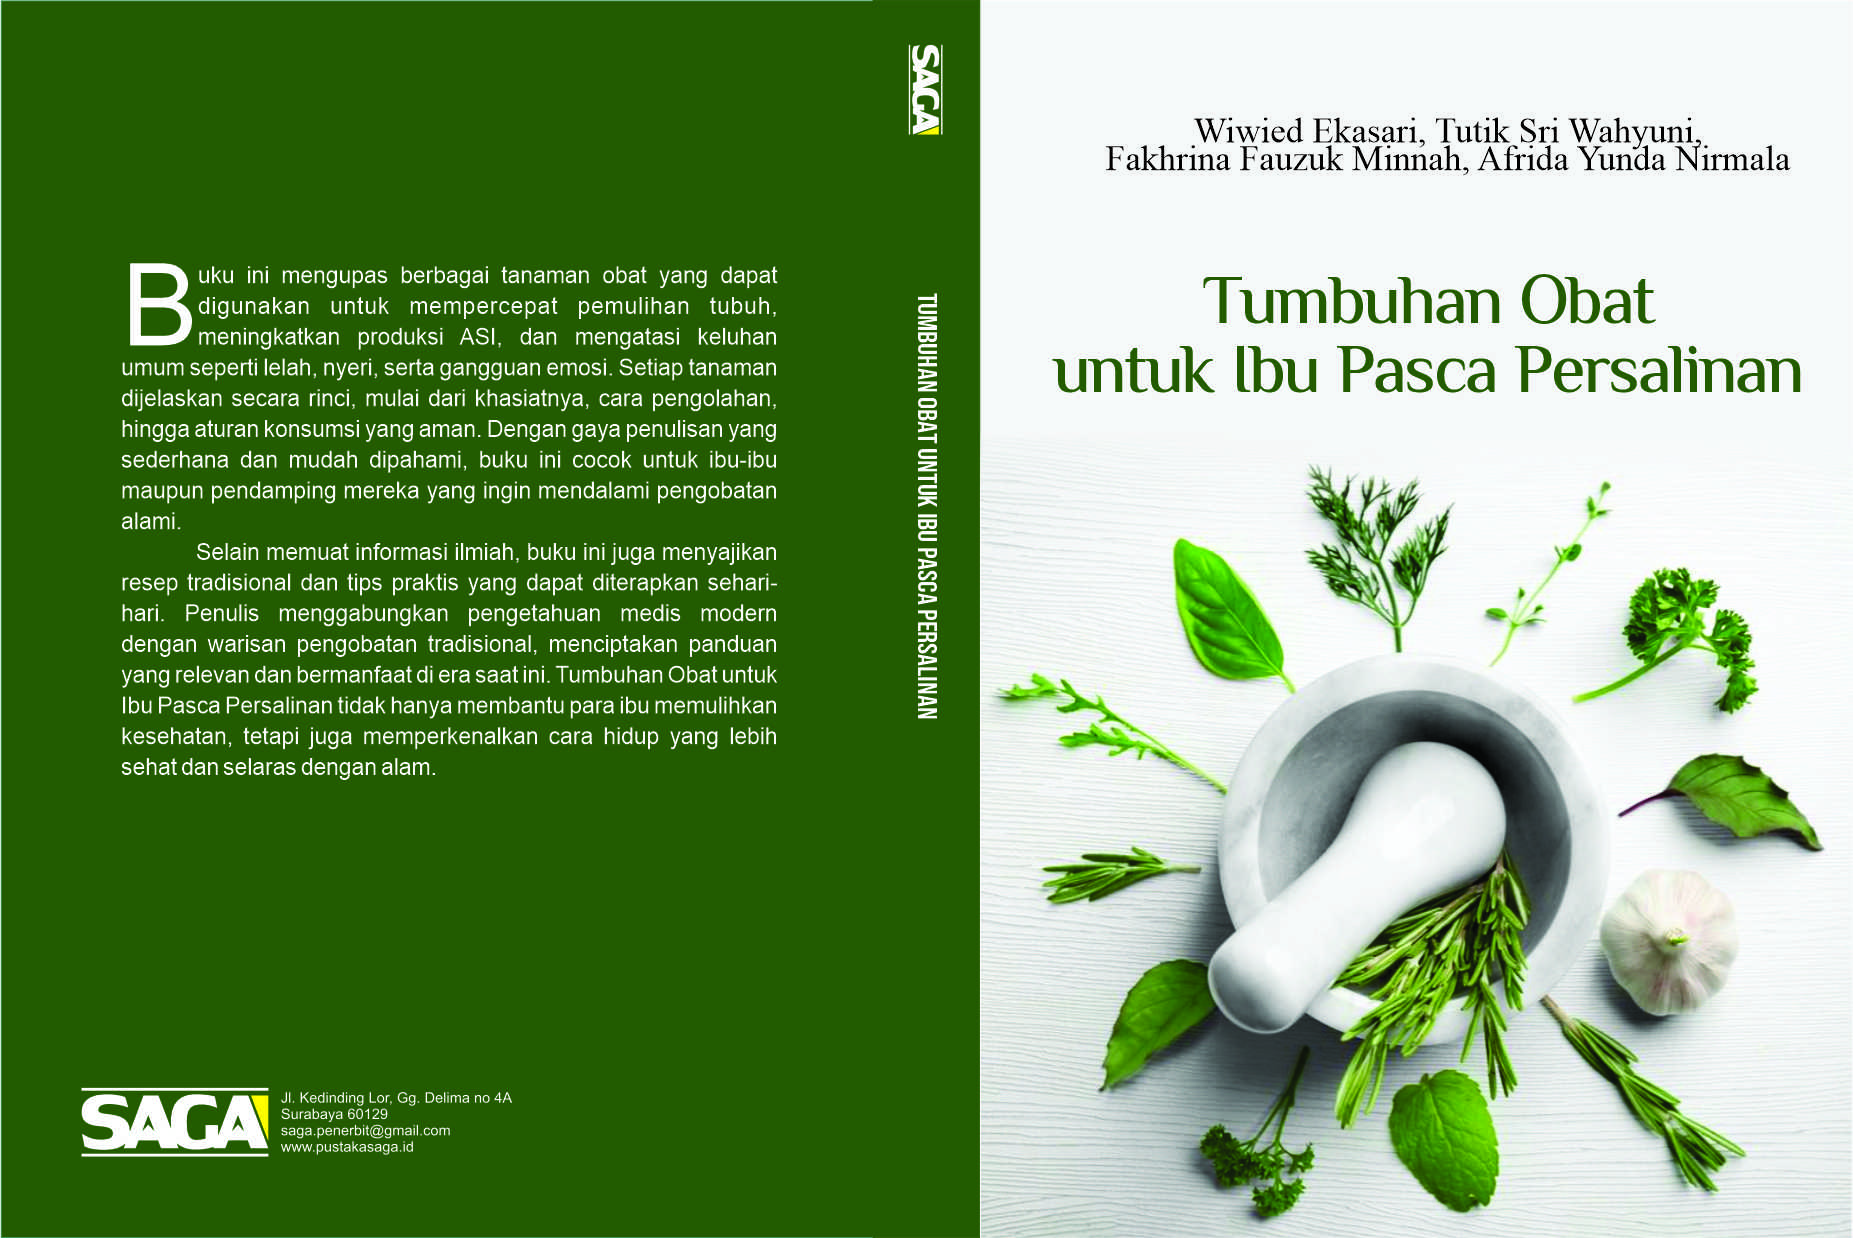 Buku ini mengupas berbagai tanaman obat yang dapat
digunakan untuk mempercepat pemulihan tubuh,
meningkatkan produksi ASI, dan mengatasi keluhan
umum seperti lelah, nyeri, serta gangguan emosi. Setiap tanaman
dijelaskan secara rinci, mulai dari khasiatnya, cara pengolahan,
hingga aturan konsumsi yang aman. Dengan gaya penulisan yang
sederhana dan mudah dipahami, buku ini cocok untuk ibu-ibu
maupun pendamping mereka yang ingin mendalami pengobatan
alami.
Selain memuat informasi ilmiah, buku ini juga menyajikan
resep tradisional dan tips praktis yang dapat diterapkan sehari-
hari. Penulis menggabungkan pengetahuan medis modern
dengan warisan pengobatan tradisional, menciptakan panduan
yang relevan dan bermanfaat di era saat ini. Tumbuhan Obat untuk
Ibu Pasca Persalinan tidak hanya membantu para ibu memulihkan
kesehatan, tetapi juga memperkenalkan cara hidup yang lebih
sehat dan selaras dengan alam.
SAGA
Jl. Kedinding Lor, Gg. Delima no 4A
Surabaya 60129
saga.penerbit@gmail.com
www.pustakasaga.id
SAGA
TUMBUHAN OBAT UNTUK IBU PASCA PERSALINAN
Wiwied Ekasari, Tutik Sri Wahyuni,
Fakhrina Fauzuk Minnah, Afrida Yunda Nirmala
Tumbuhan Obat
untuk Ibu Pasca Persalinan